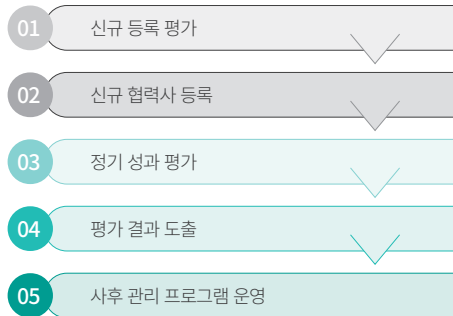 01 신규 등록 평가
02 신규 협력사 등록
03 정기 성과 평가
04 평가 결과 도출
05 사후 관리 프로그램 운영